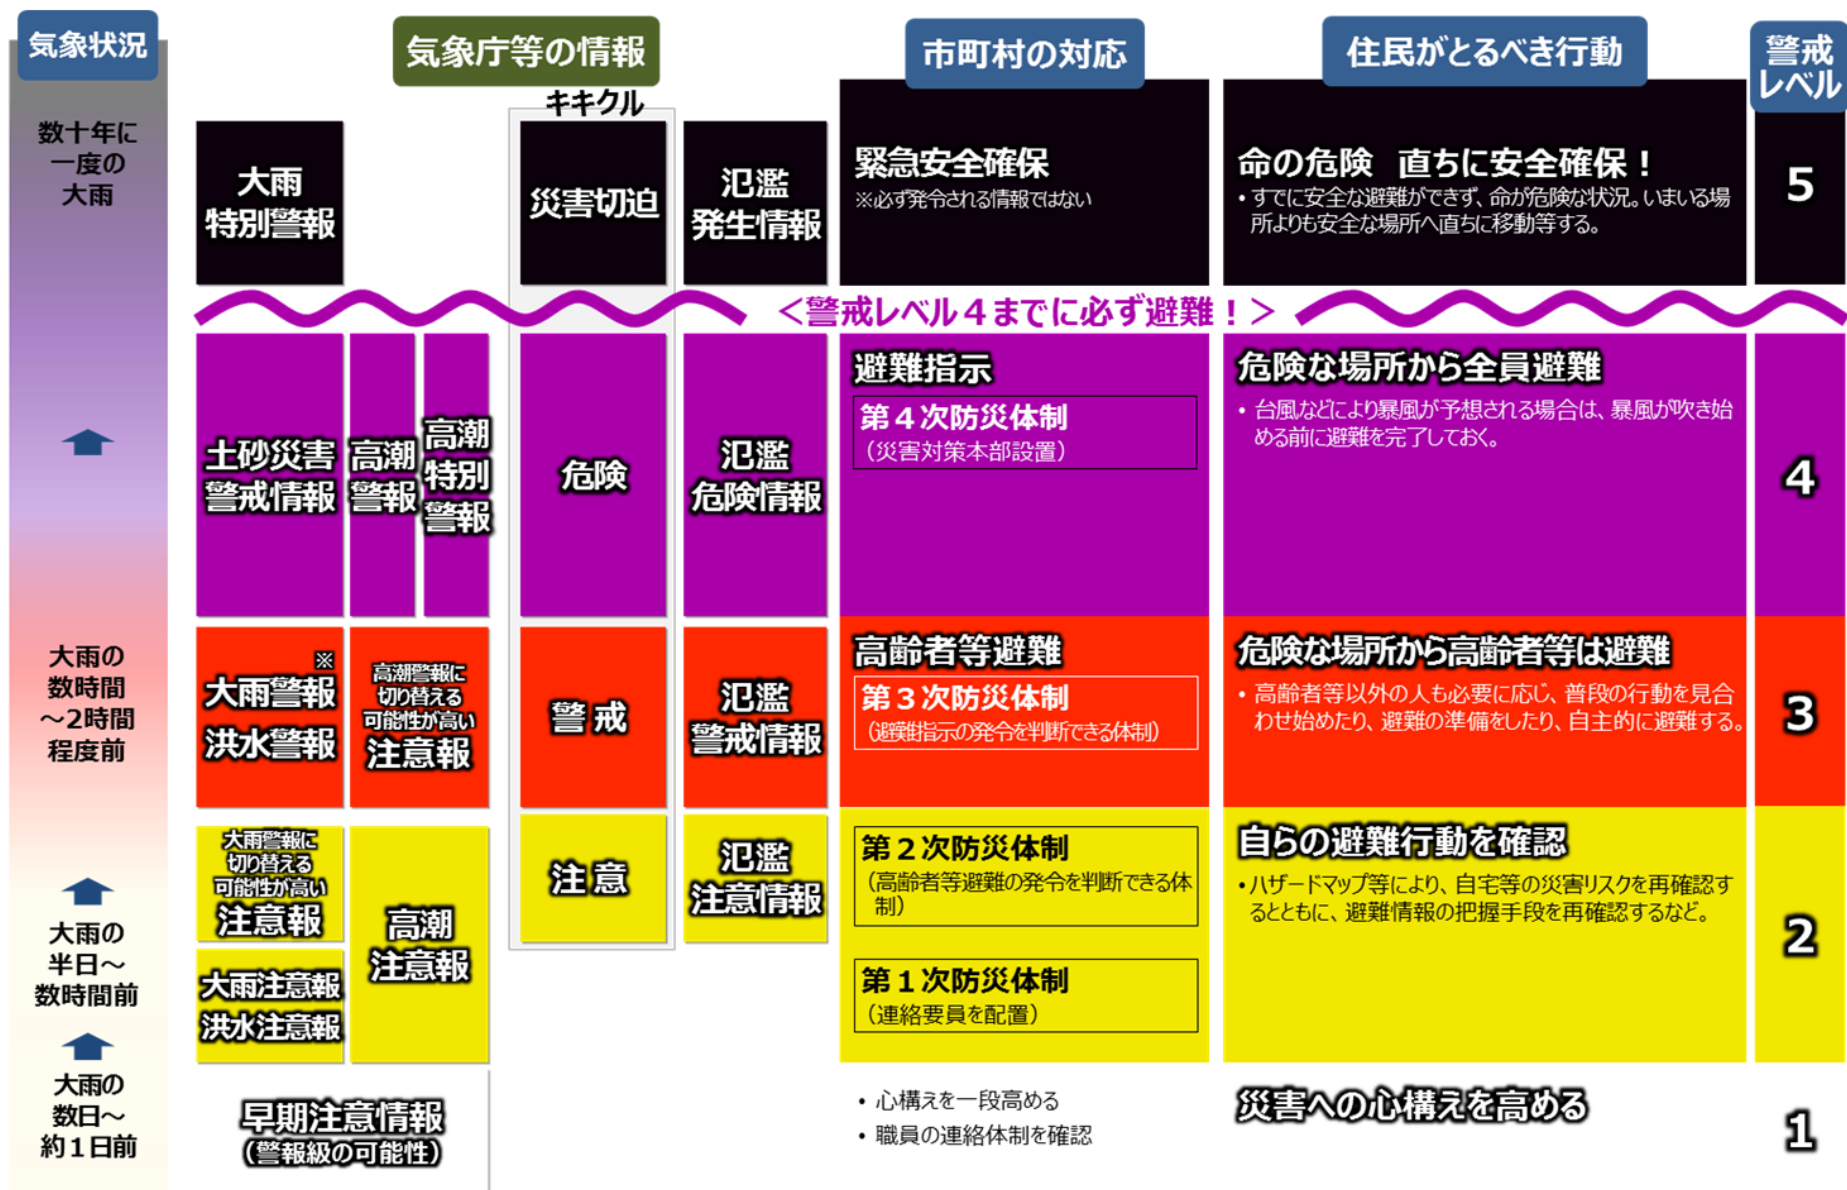 気象状況
気象庁等の情報
市町村の対応
住民がとるべき行動
警戒
レベル
キキクル
数十年に
一度の
大雨
大雨
特別警報
災害切迫
氾濫
発生情報
緊急安全確保
※必ず発令される情報ではない
命の危険 直ちに安全確保！
・すでに安全な避難ができず、命が危険な状況。いまいる場
所よりも安全な場所へ直ちに移動等する。
5
＜警戒レベル４までに必ず避難！＞
土砂災害
警戒情報
高潮
警報
高潮
特別
警報
危険
氾濫
危険情報
避難指示
第４次防災体制
（災害対策本部設置）
危険な場所から全員避難
・台風などにより暴風が予想される場合は、暴風が吹き始
める前に避難を完了しておく。
4
大雨の
数時間
～2時間
程度前
※
大雨警報
洪水警報
高潮警報に
切り替える
可能性が高い
注意報
警戒
氾濫
警戒情報
高齢者等避難
第３次防災体制
（避難指示の発令を判断できる体制）
危険な場所から高齢者等は避難
・高齢者等以外の人も必要に応じ、普段の行動を見合
わせ始めたり、避難の準備をしたり、自主的に避難する。
3
大雨の
半日～
数時間前
大雨警報に
切り替える
可能性が高い
注意報
大雨注意報
洪水注意報
高潮
注意報
注意
氾濫
注意情報
第２次防災体制
（高齢者等避難の発令を判断できる体
制）
第１次防災体制
（連絡要員を配置）
自らの避難行動を確認
・ハザードマップ等により、自宅等の災害リスクを再確認す
るとともに、避難情報の把握手段を再確認するなど。
2
大雨の
数日～
約１日前
早期注意情報
（警報級の可能性）
・心構えを一段高める
・職員の連絡体制を確認
災害への心構えを高める
1